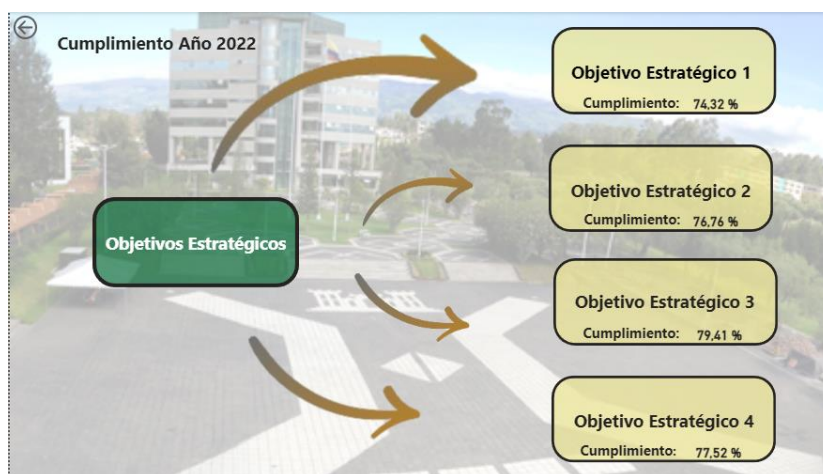 Cumplimiento Año 2022
Objetivos Estratégicos
Objetivo Estratégico 1
Cumplimiento: 74,32 %
Objetivo Estratégico 2
Cumplimiento: 76,76 %
Objetivo Estratégico 3
Cumplimiento: 79,41 %
Objetivo Estratégico 4
Cumplimiento: 77,52 %